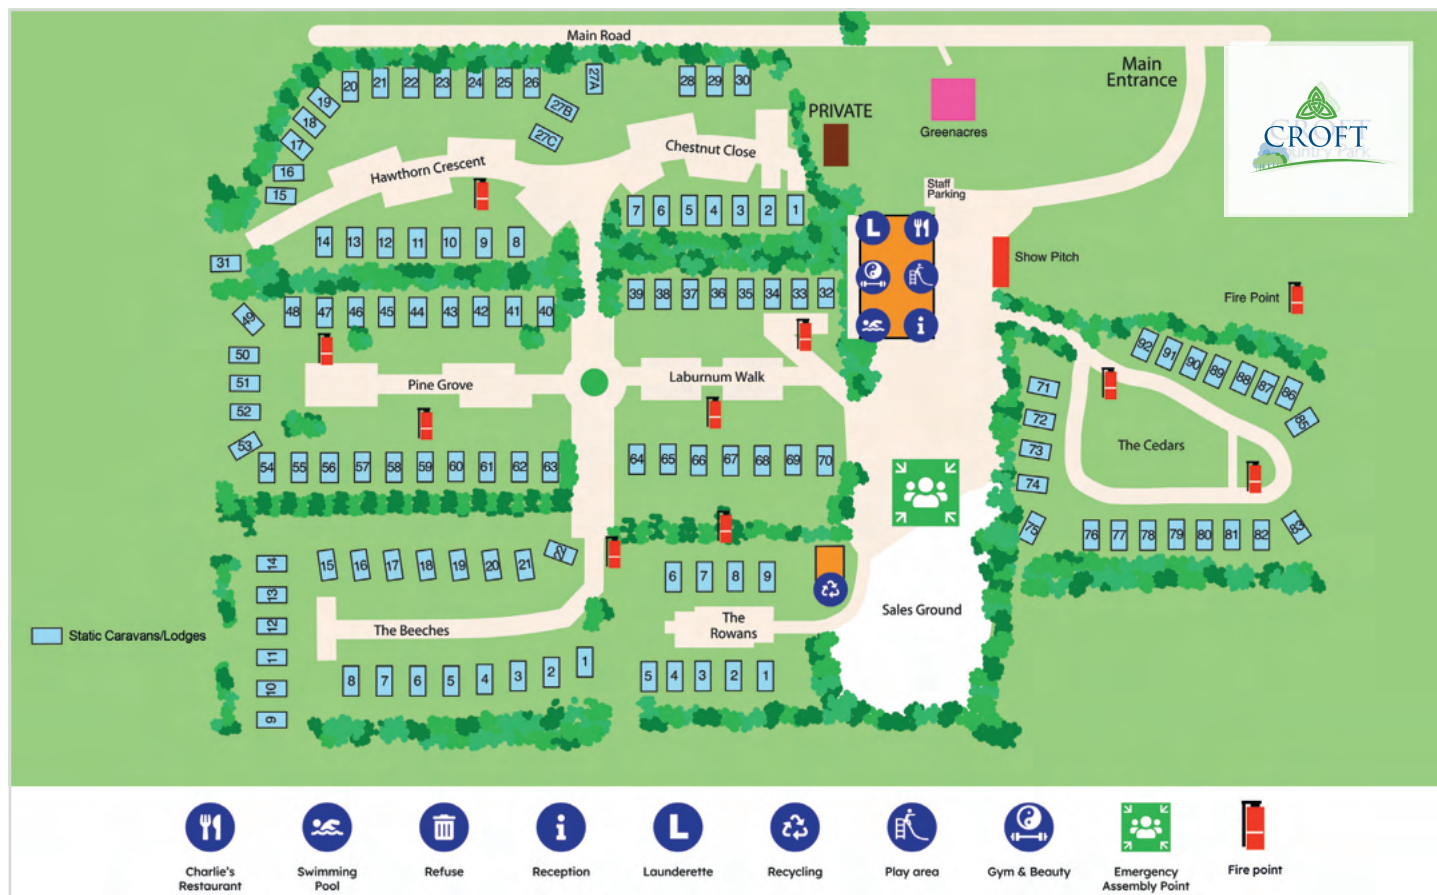 Main Road
Main
Entrance
CROFT
Country Park
PRIVATE
Greenacres
Staff
Parking
Show Pitch
Fire Point
Hawthorn Crescent
Chestnut Close
20 21 22 23 24 25 26 27A 28 29 30
19 27B
18 27C
17
16
15
7 6 5 4 3 2 1
14 13 12 11 10 9 8
31
L
i
39 38 37 36 35 34 33 32
49 48 47 46 45 44 43 42 41 40
50
51
52
53
Pine Grove
Laburnum Walk
54 55 56 57 58 59 60 61 62 63
64 65 66 67 68 69 70
92 91 90 89 88 87 86
85
71
72
73
74
75
The Cedars
76 77 78 79 80 81 82 83
14
13
12
11
10
9
15 16 17 18 19 20 21 22
The Beeches
8 7 6 5 4 3 2 1
6 7 8 9
The
Rowans
5 4 3 2 1
Sales Ground
Static Caravans/Lodges
i
L
Charlie's
Restaurant
Swimming
Pool
Refuse
Reception
Launderette
Recycling
Play area
Gym & Beauty
Emergency
Assembly Point
Fire point